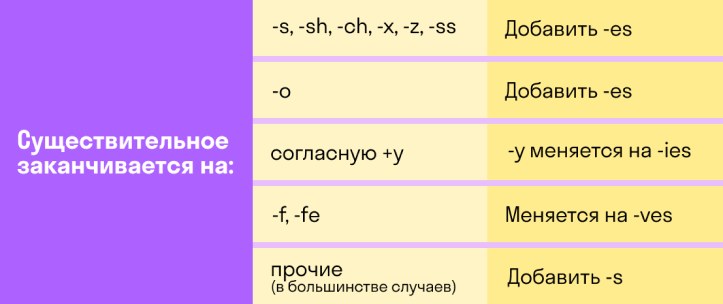 Существительное
заканчивается на:
-s, -sh, -ch, -x, -z, -ss
Добавить -es
-o
Добавить -es
согласную +y
-y меняется на -ies
-f, -fe
Меняется на -ves
прочие
(в большинстве случаев)
Добавить -s